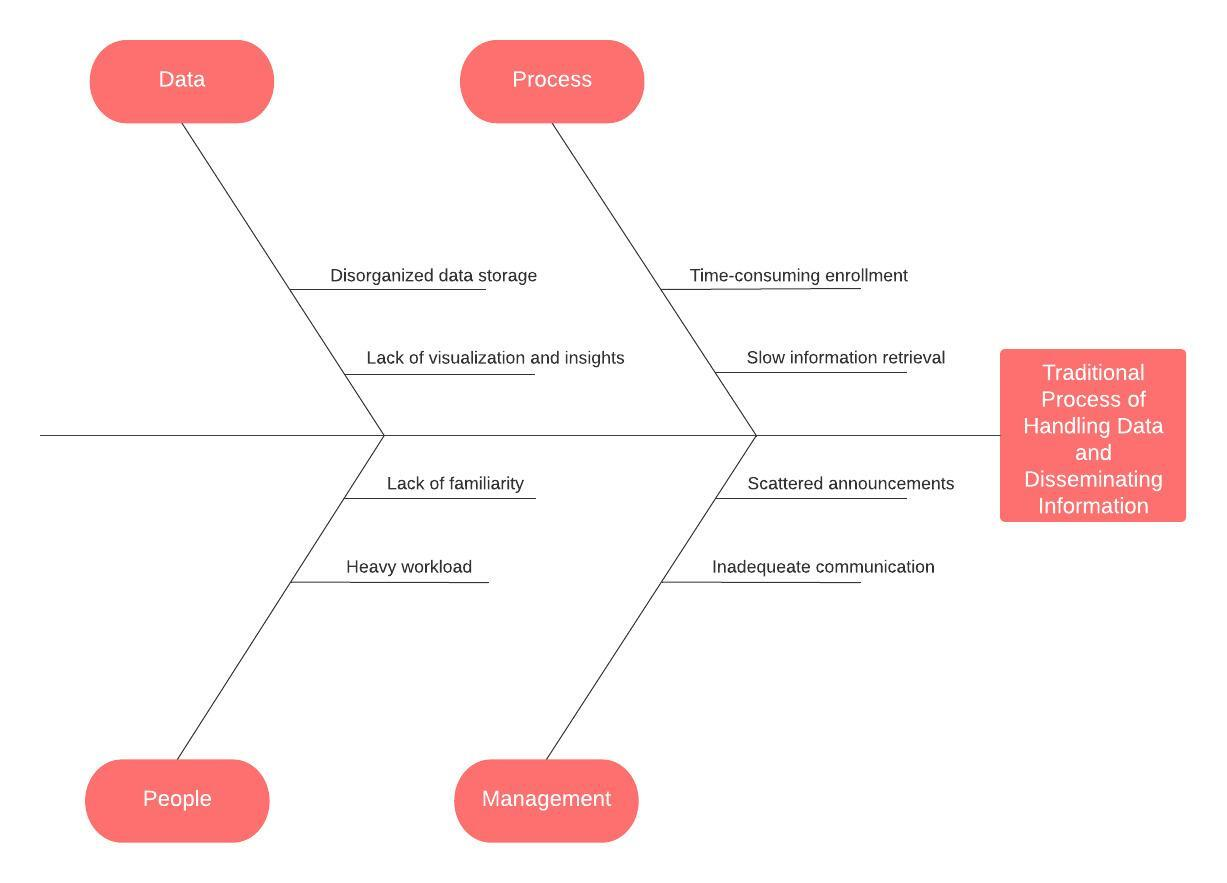 Data
Process
Disorganized data storage
Time-consuming enrollment
Lack of visualization and insights
Slow information retrieval
Traditional
Process of
Handling Data
and
Disseminating
Information
Lack of familiarity
Scattered announcements
Heavy workload
Inadequeate communication
People
Management